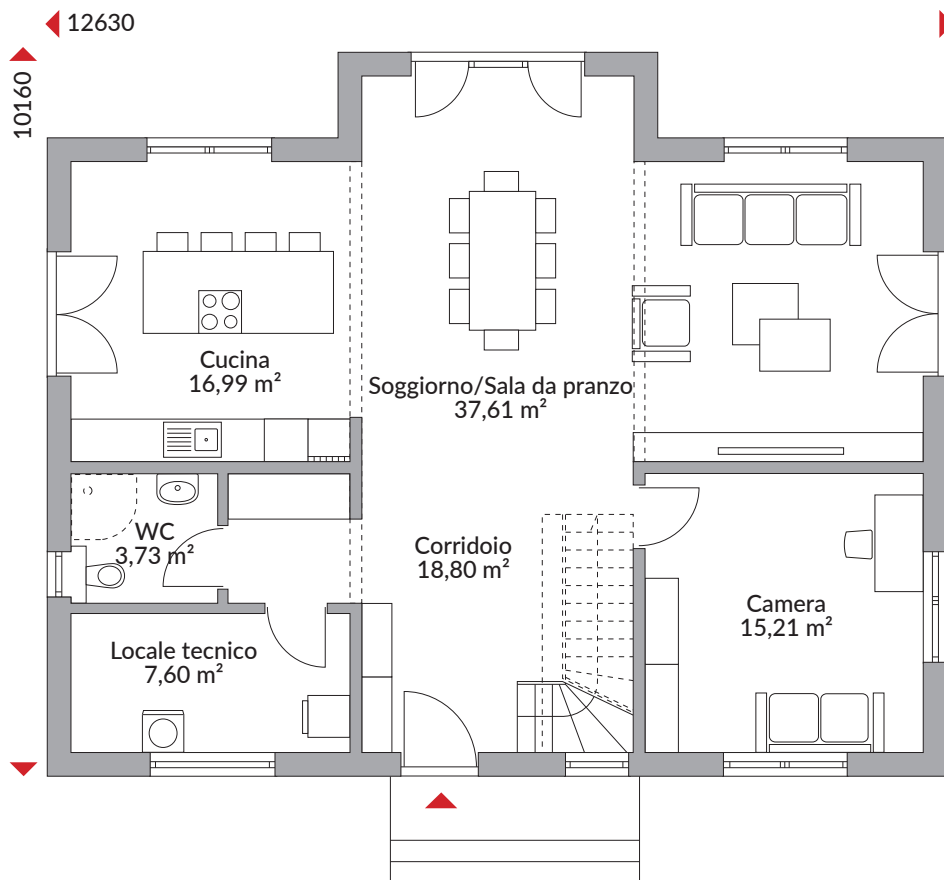 12630
10160
Cucina
16,99 m²
Soggiorno/Sala da pranzo
37,61 m²
WC
3,73 m²
Corridoio
18,80 m²
Camera
15,21 m²
Locale tecnico
7,60 m²